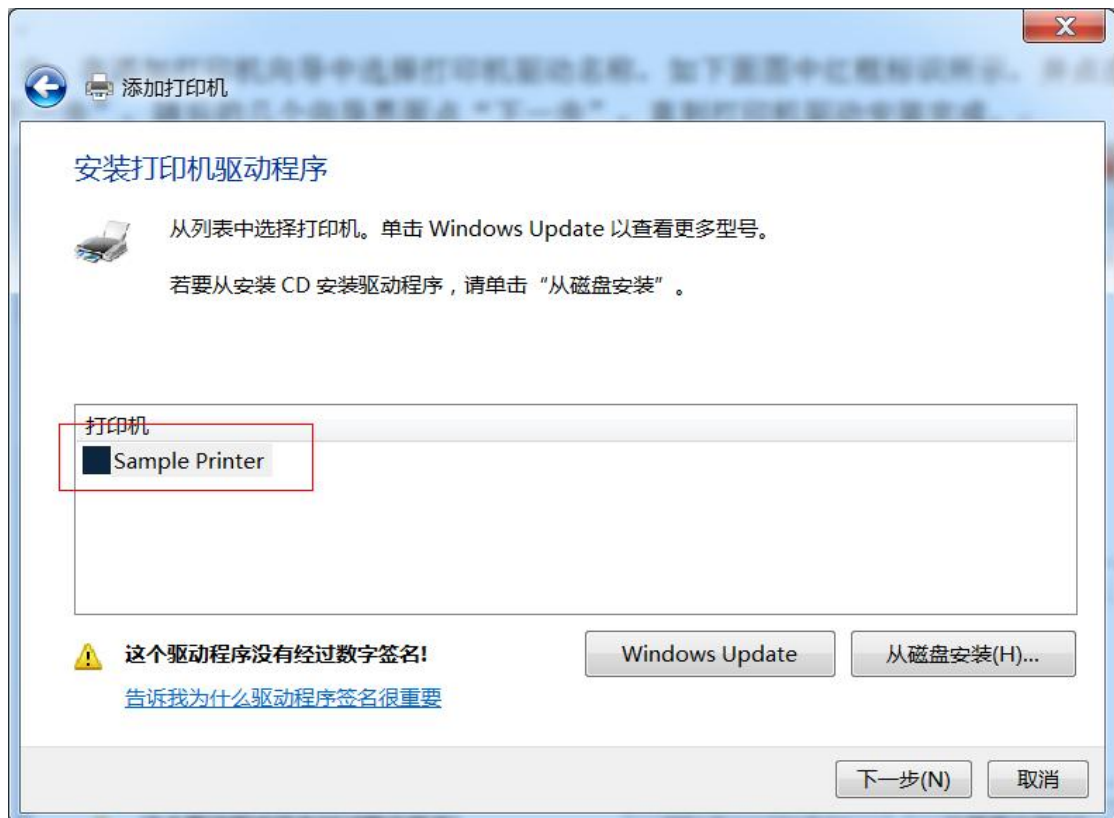 添加打印机
安装打印机驱动程序
从列表中选择打印机。单击 Windows Update 以查看更多型号。
若要从安装 CD 安装驱动程序，请单击“从磁盘安装”。
打印机
Sample Printer
这个驱动程序没有经过数字签名!
Windows Update
从磁盘安装(H)...
告诉我为什么驱动程序签名很重要
下一步(N)
取消